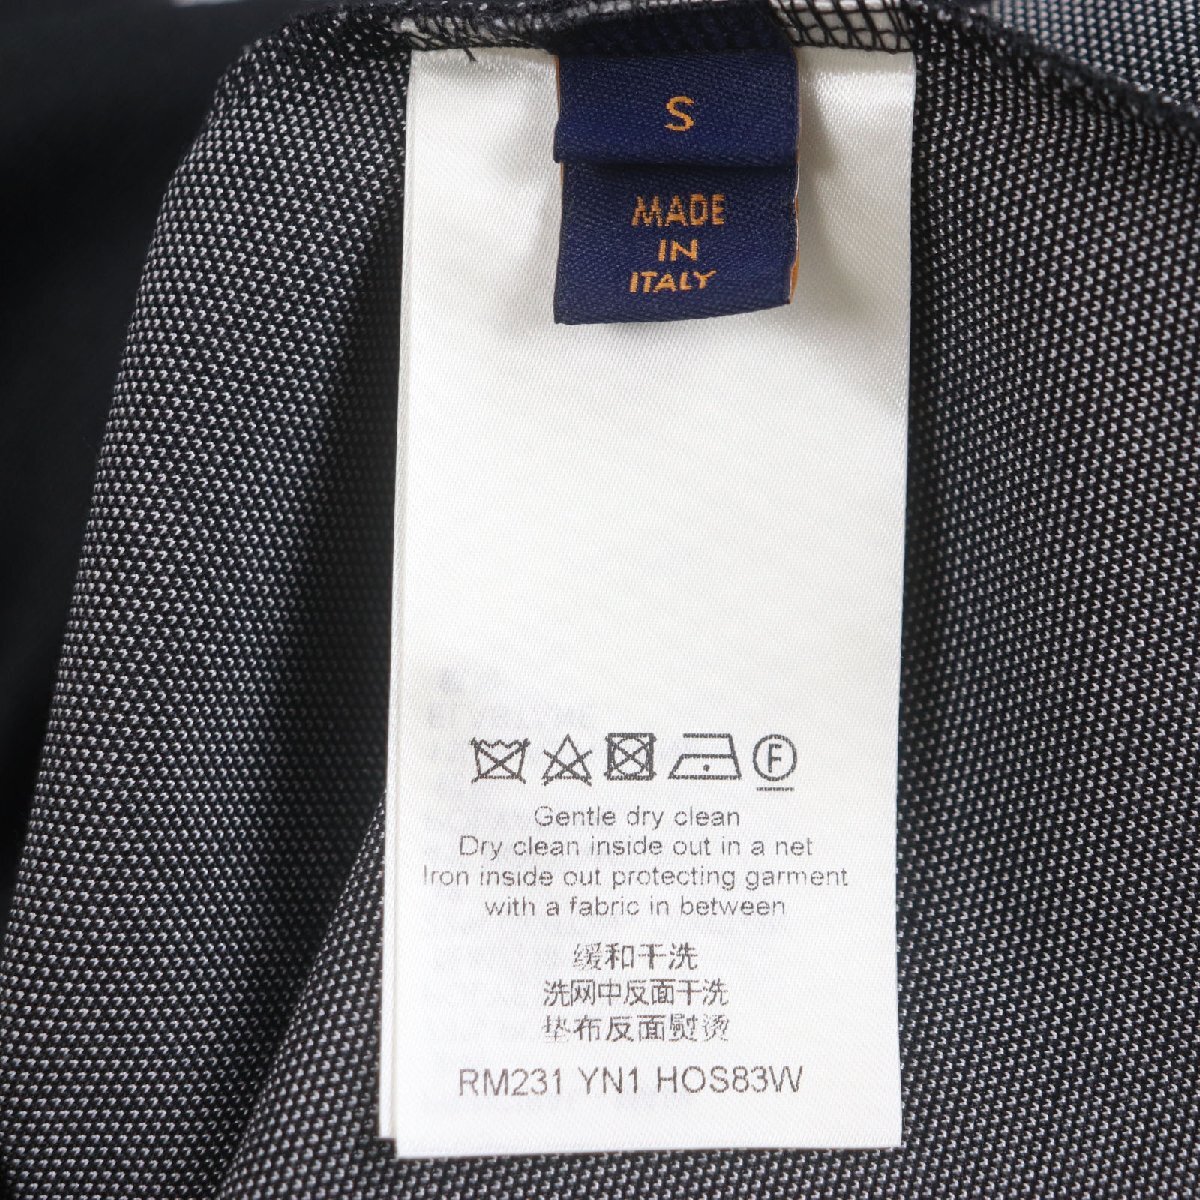 S
MADE
IN
ITALY
F
Gentle dry clean
Dry clean inside out in a net
Iron inside out protecting garment
with a fabric in between
缓和干洗
洗网中反面干洗
垫布反面熨烫
RM231 YN1 HOS83W